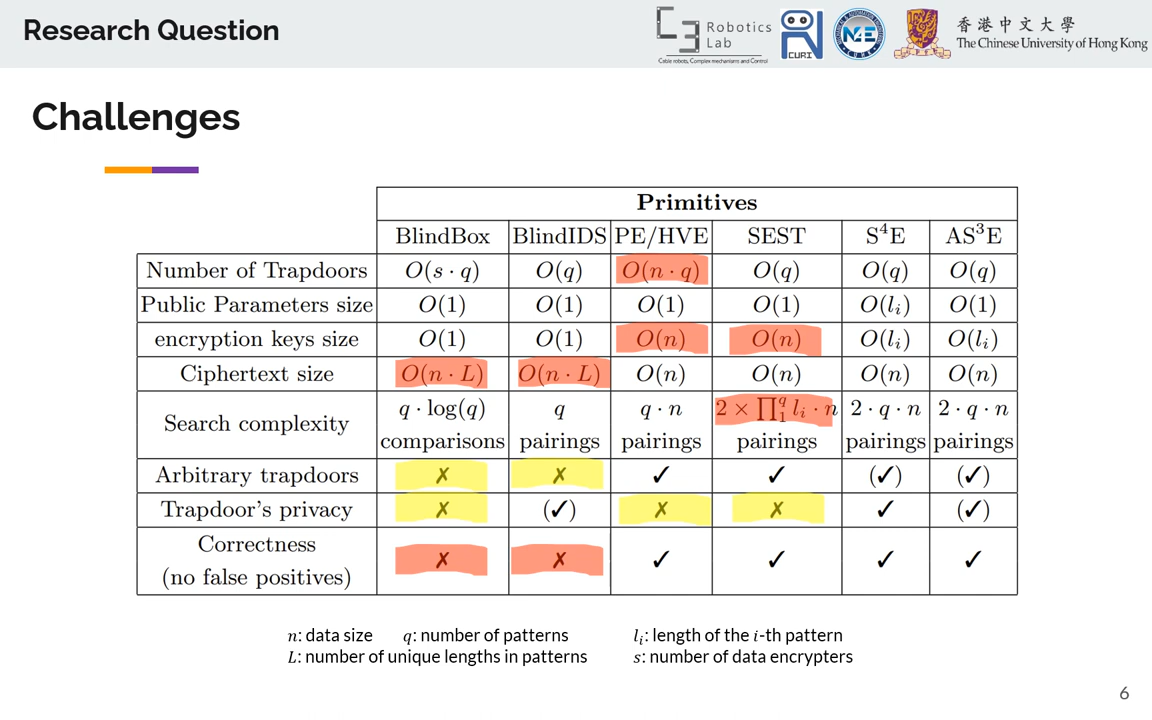 Research Question
Robotics
Lab
Cable robots, Complex mechanisms and Control
CURI
香港中文大學
The Chinese University of Hong Kong
Challenges
Primitives
BlindBox BlindIDS PE/HVE SEST S⁴E AS³E
Number of Trapdoors O(s · q) O(q) O(n · q) O(q) O(q) O(q)
Public Parameters size O(1) O(1) O(1) O(1) O(lᵢ) O(1)
encryption keys size O(1) O(1) O(n) O(n) O(lᵢ) O(lᵢ)
Ciphertext size O(n · L) O(n · L) O(n) O(n) O(n) O(n)
Search complexity q · log(q) comparisons q pairings q · n pairings 2 × ∏₁^q lᵢ · n pairings 2 · q · n pairings 2 · q · n pairings
Arbitrary trapdoors ✗ ✗ ✓ ✓ (✓) (✓)
Trapdoor's privacy ✗ (✓) ✗ ✗ ✓ (✓)
Correctness
(no false positives) ✗ ✗ ✓ ✓ ✓ ✓
n: data size q: number of patterns lᵢ: length of the i-th pattern
L: number of unique lengths in patterns s: number of data encrypters
6